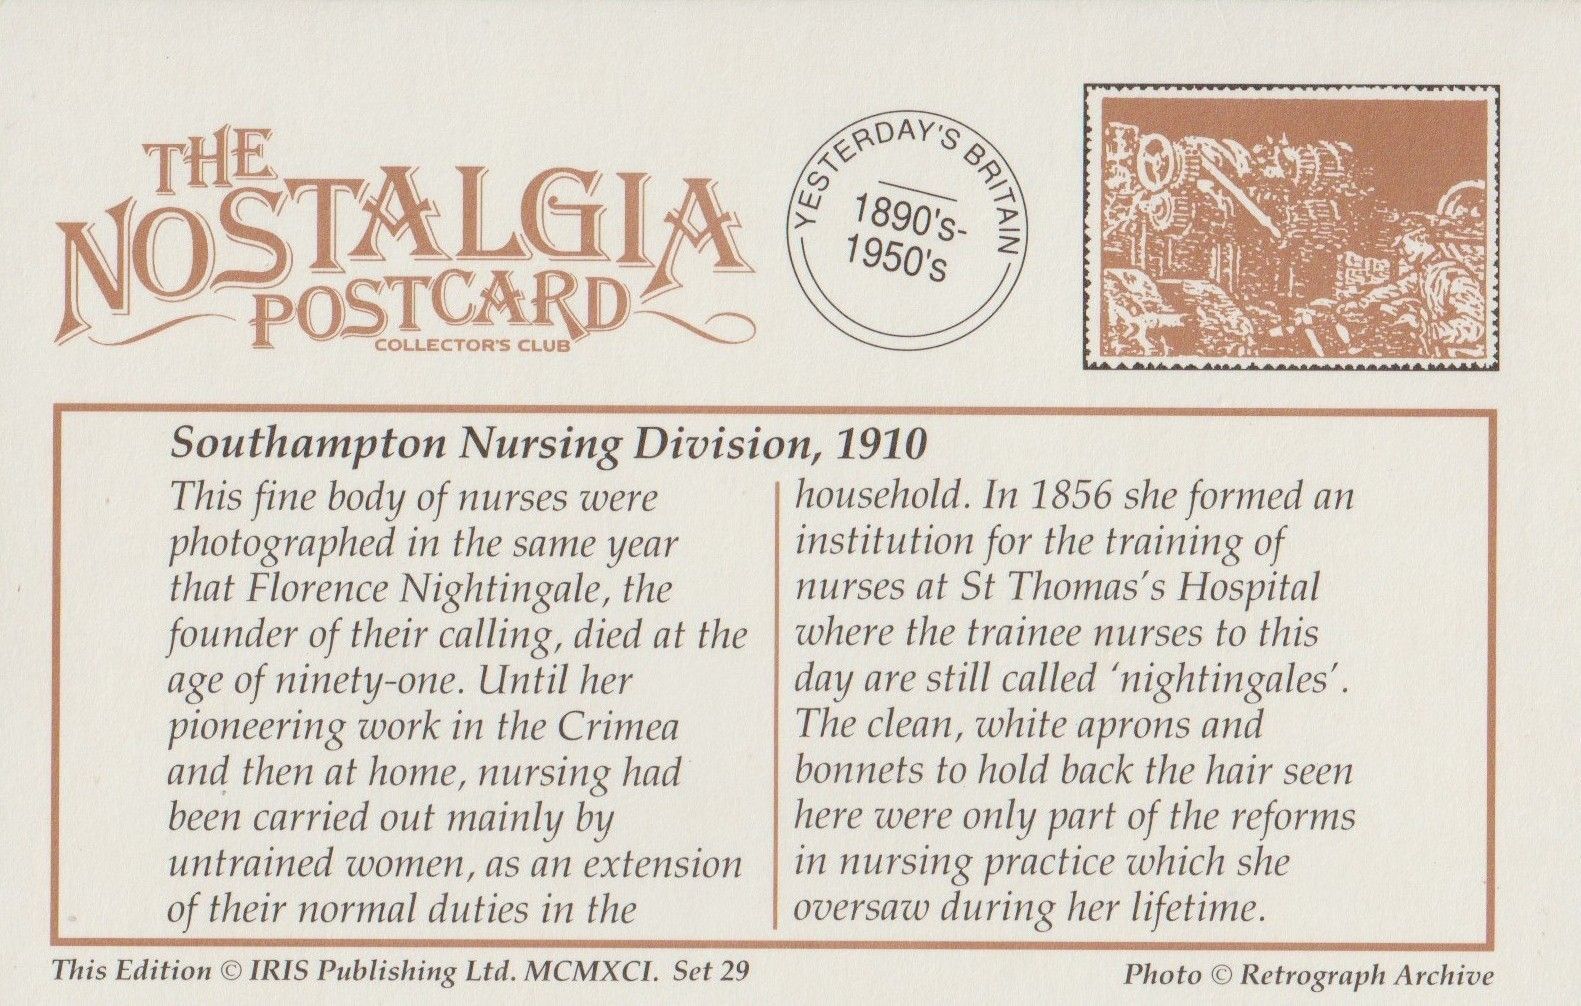 THE
NOSTALGIA
POSTCARD
COLLECTOR'S CLUB
YESTERDAY'S BRITAIN
1890's-
1950's
Southampton Nursing Division, 1910
This fine body of nurses were
photographed in the same year
that Florence Nightingale, the
founder of their calling, died at the
age of ninety-one. Until her
pioneering work in the Crimea
and then at home, nursing had
been carried out mainly by
untrained women, as an extension
of their normal duties in the
household. In 1856 she formed an
institution for the training of
nurses at St Thomas's Hospital
where the trainee nurses to this
day are still called 'nightingales'.
The clean, white aprons and
bonnets to hold back the hair seen
here were only part of the reforms
in nursing practice which she
oversaw during her lifetime.
This Edition © IRIS Publishing Ltd. MCMXCI. Set 29
Photo © Retrograph Archive